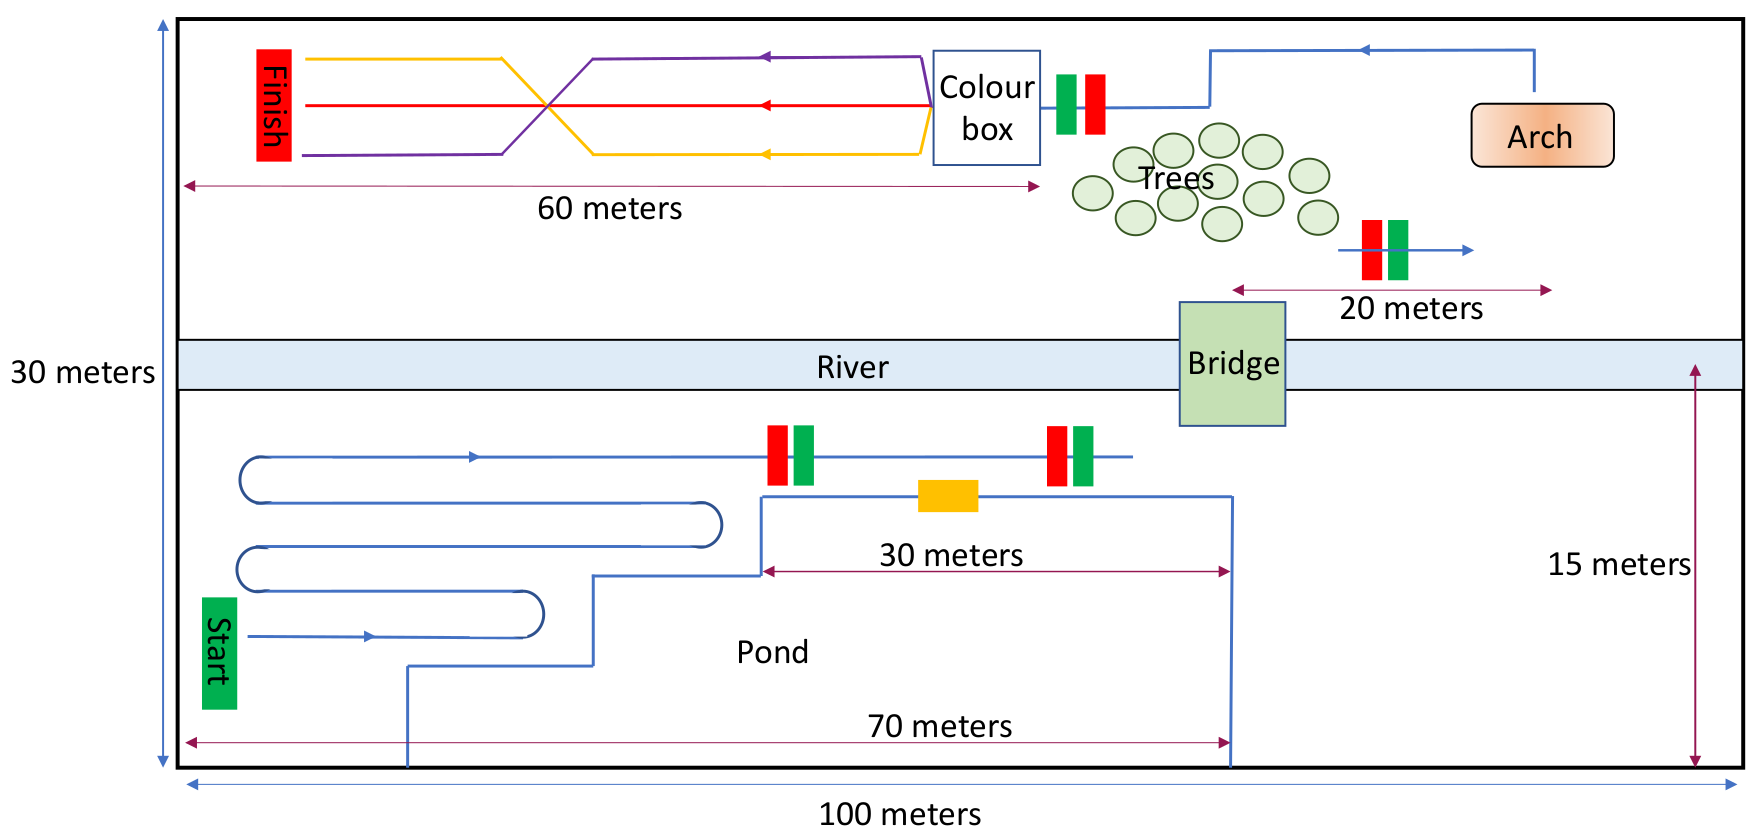 Finish
Colour
box
Arch
Trees
60 meters
20 meters
30 meters
River
Bridge
30 meters
15 meters
Start
Pond
70 meters
100 meters